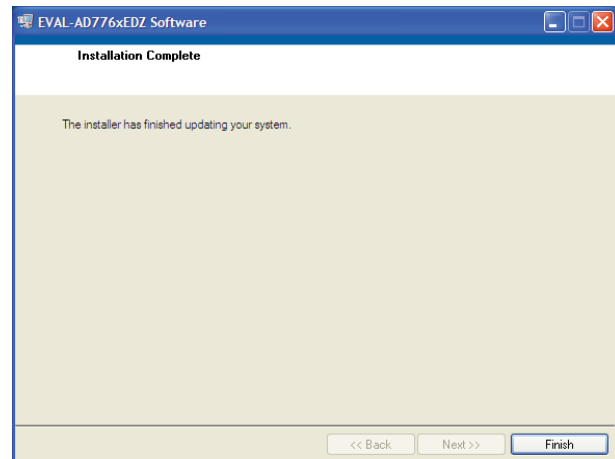 EVAL-AD776xEDZ Software
Installation Complete
The installer has finished updating your system.
<< Back Next >> Finish